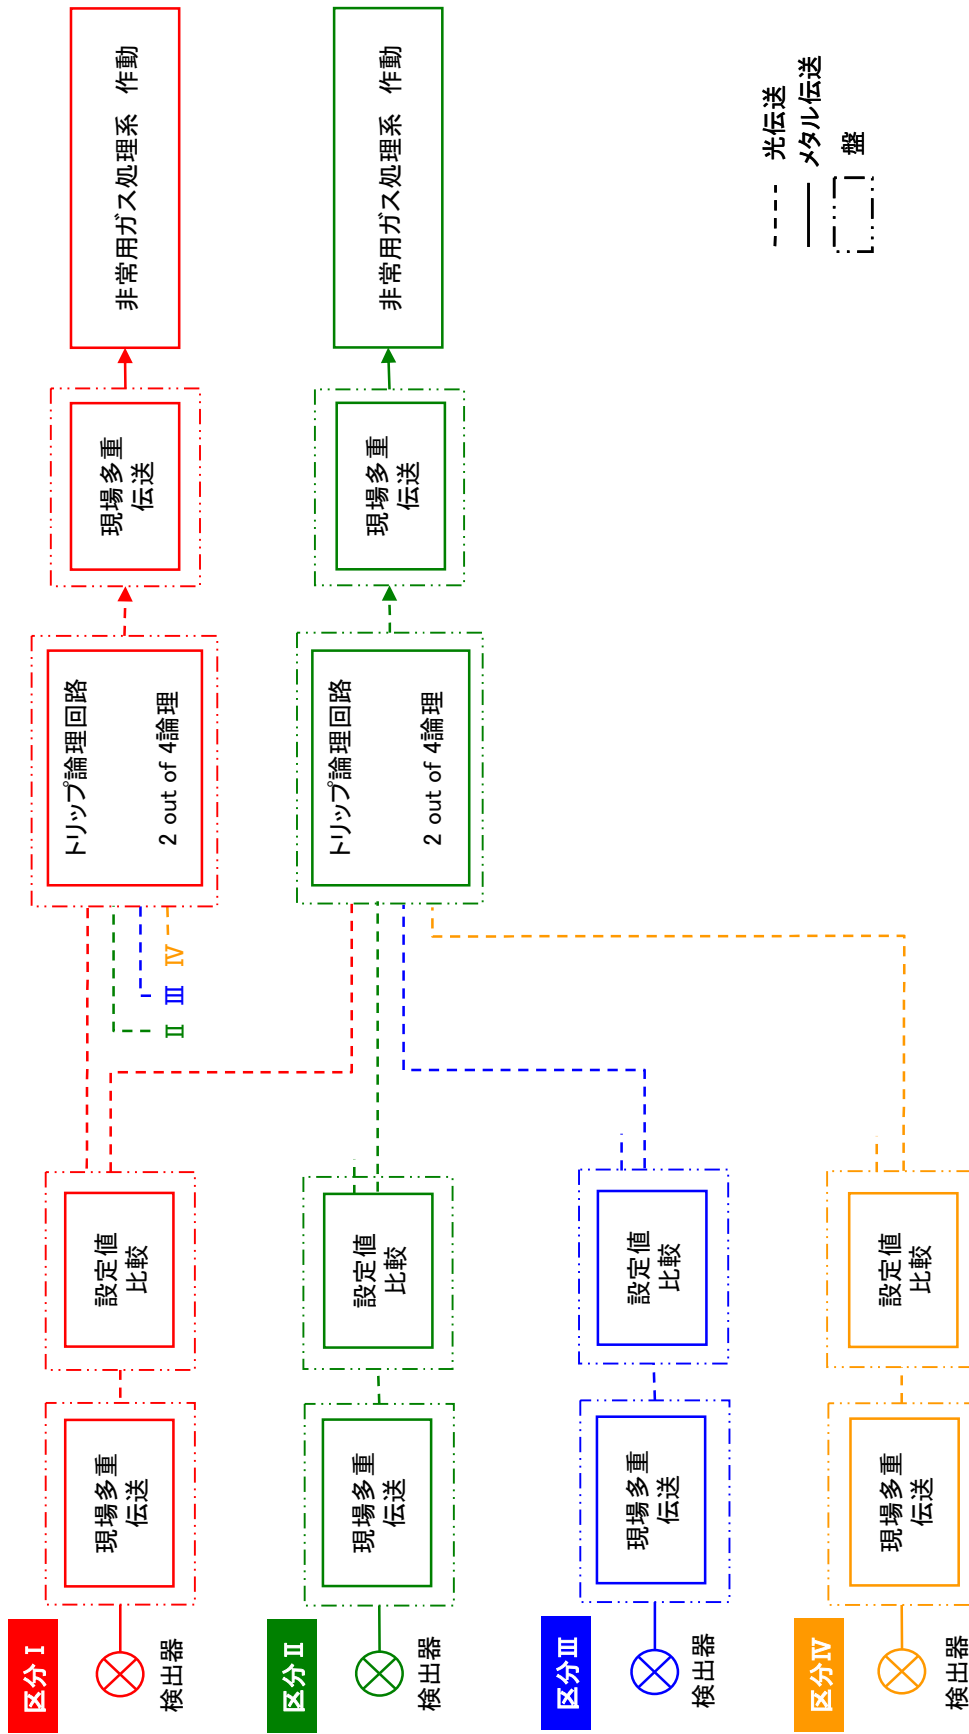 区分Ⅰ
検出器
現場多重
伝送
設定値
比較
Ⅱ
Ⅲ
Ⅳ
トリップ論理回路
2 out of 4論理
現場多重
伝送
非常用ガス処理系 作動
区分Ⅱ
検出器
現場多重
伝送
設定値
比較
トリップ論理回路
2 out of 4論理
現場多重
伝送
非常用ガス処理系 作動
区分Ⅲ
検出器
現場多重
伝送
設定値
比較
区分Ⅳ
検出器
現場多重
伝送
設定値
比較
光伝送
メタル伝送
盤